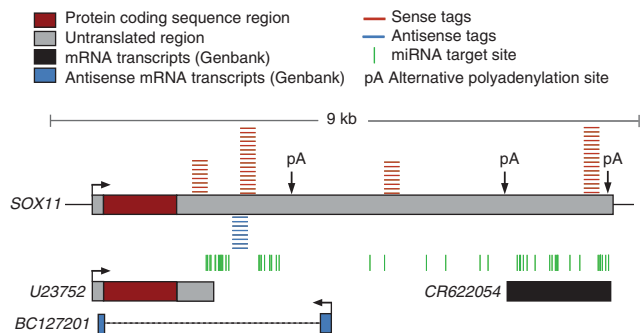 Protein coding sequence region
Untranslated region
mRNA transcripts (Genbank)
Antisense mRNA transcripts (Genbank)
Sense tags
Antisense tags
miRNA target site
pA Alternative polyadenylation site
9 kb
pA pA pA
SOX11
U23752 CR622054
BC127201